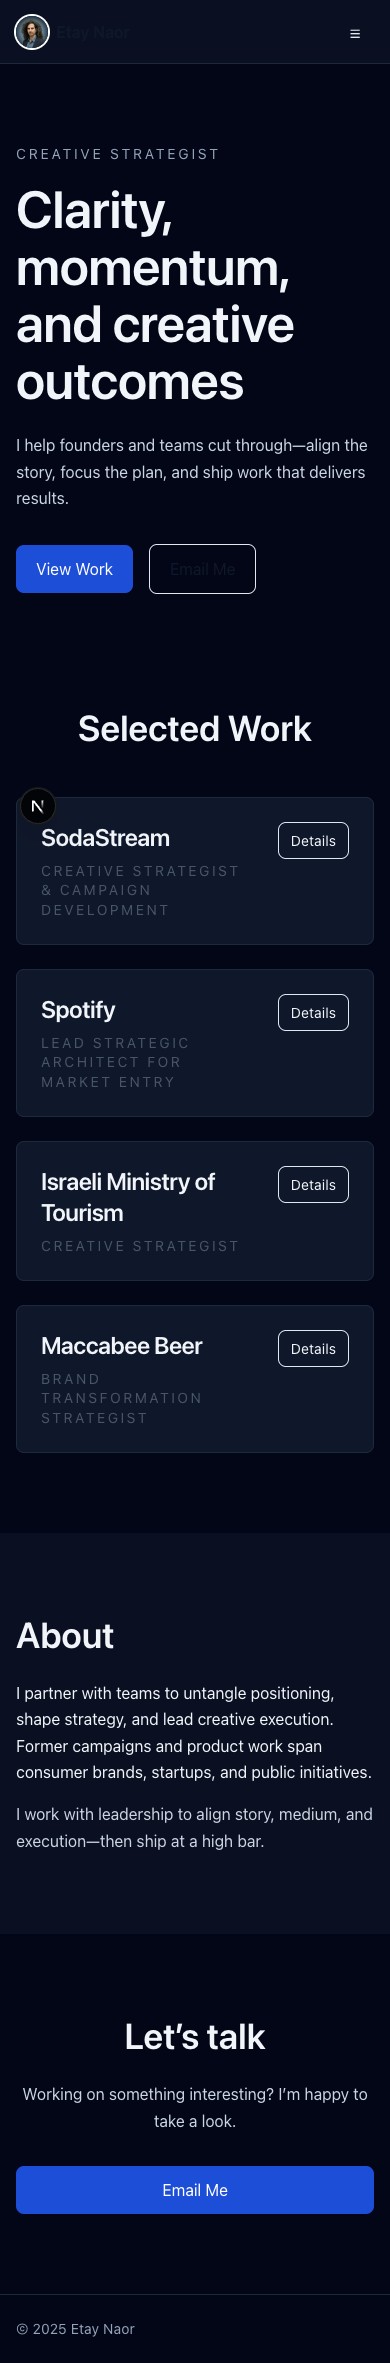 Etay Naor
☰
CREATIVE STRATEGIST
Clarity,
momentum,
and creative
outcomes
I help founders and teams cut through—align the
story, focus the plan, and ship work that delivers
results.
View Work
Email Me
Selected Work
N
SodaStream
Details
CREATIVE STRATEGIST
& CAMPAIGN
DEVELOPMENT
Spotify
Details
LEAD STRATEGIC
ARCHITECT FOR
MARKET ENTRY
Israeli Ministry of
Tourism
Details
CREATIVE STRATEGIST
Maccabee Beer
Details
BRAND
TRANSFORMATION
STRATEGIST
About
I partner with teams to untangle positioning,
shape strategy, and lead creative execution.
Former campaigns and product work span
consumer brands, startups, and public initiatives.
I work with leadership to align story, medium, and
execution—then ship at a high bar.
Let’s talk
Working on something interesting? I’m happy to
take a look.
Email Me
© 2025 Etay Naor